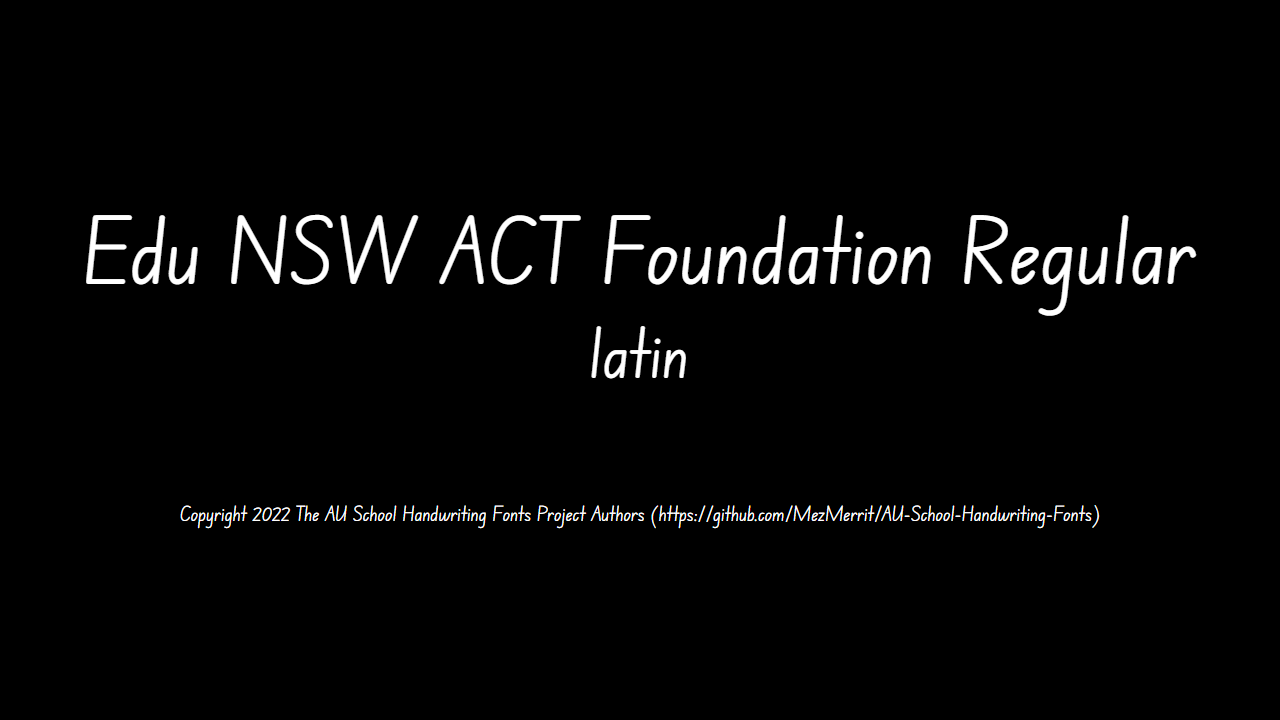 Edu NSW ACT Foundation Regular
latin
Copyright 2022 The AU School Handwriting Fonts Project Authors (https://github.com/MezMerrit/AU-School-Handwriting-Fonts)